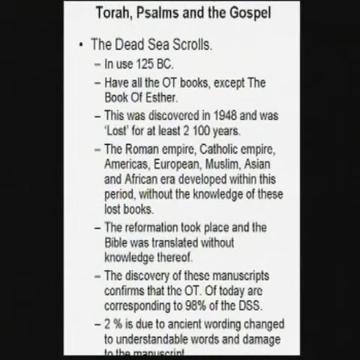 Torah, Psalms and the Gospel
• The Dead Sea Scrolls.
– In use 125 BC.
– Have all the OT books, except The
Book Of Esther.
– This was discovered in 1948 and was
'Lost' for at least 2 100 years.
– The Roman empire, Catholic empire,
Americas, European, Muslim, Asian
and African era developed within this
period, without the knowledge of these
lost books.
– The reformation took place and the
Bible was translated without
knowledge thereof.
– The discovery of these manuscripts
confirms that the OT. Of today are
corresponding to 98% of the DSS.
– 2 % is due to ancient wording changed
to understandable words and damage
to the manuscript